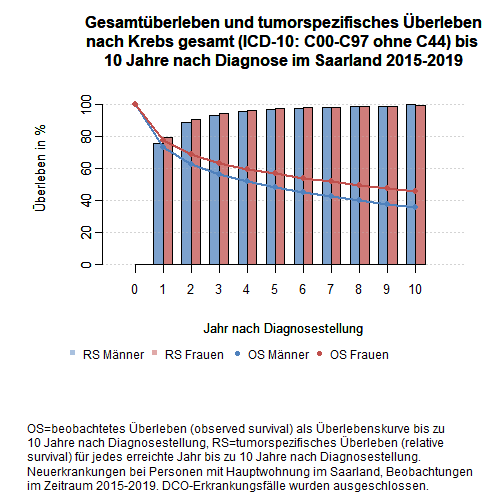 Gesamtüberleben und tumorspezifisches Überleben
nach Krebs gesamt (ICD-10: C00-C97 ohne C44) bis
10 Jahre nach Diagnose im Saarland 2015-2019
Überleben in %
100
80
60
40
20
0
0 1 2 3 4 5 6 7 8 9 10
Jahr nach Diagnosestellung
RS Männer RS Frauen OS Männer OS Frauen
OS=beobachtetes Überleben (observed survival) als Überlebenskurve bis zu
10 Jahre nach Diagnosestellung, RS=tumorspezifisches Überleben (relative
survival) für jedes erreichte Jahr bis zu 10 Jahre nach Diagnosestellung.
Neuerkrankungen bei Personen mit Hauptwohnung im Saarland, Beobachtungen
im Zeitraum 2015-2019. DCO-Erkrankungsfälle wurden ausgeschlossen.